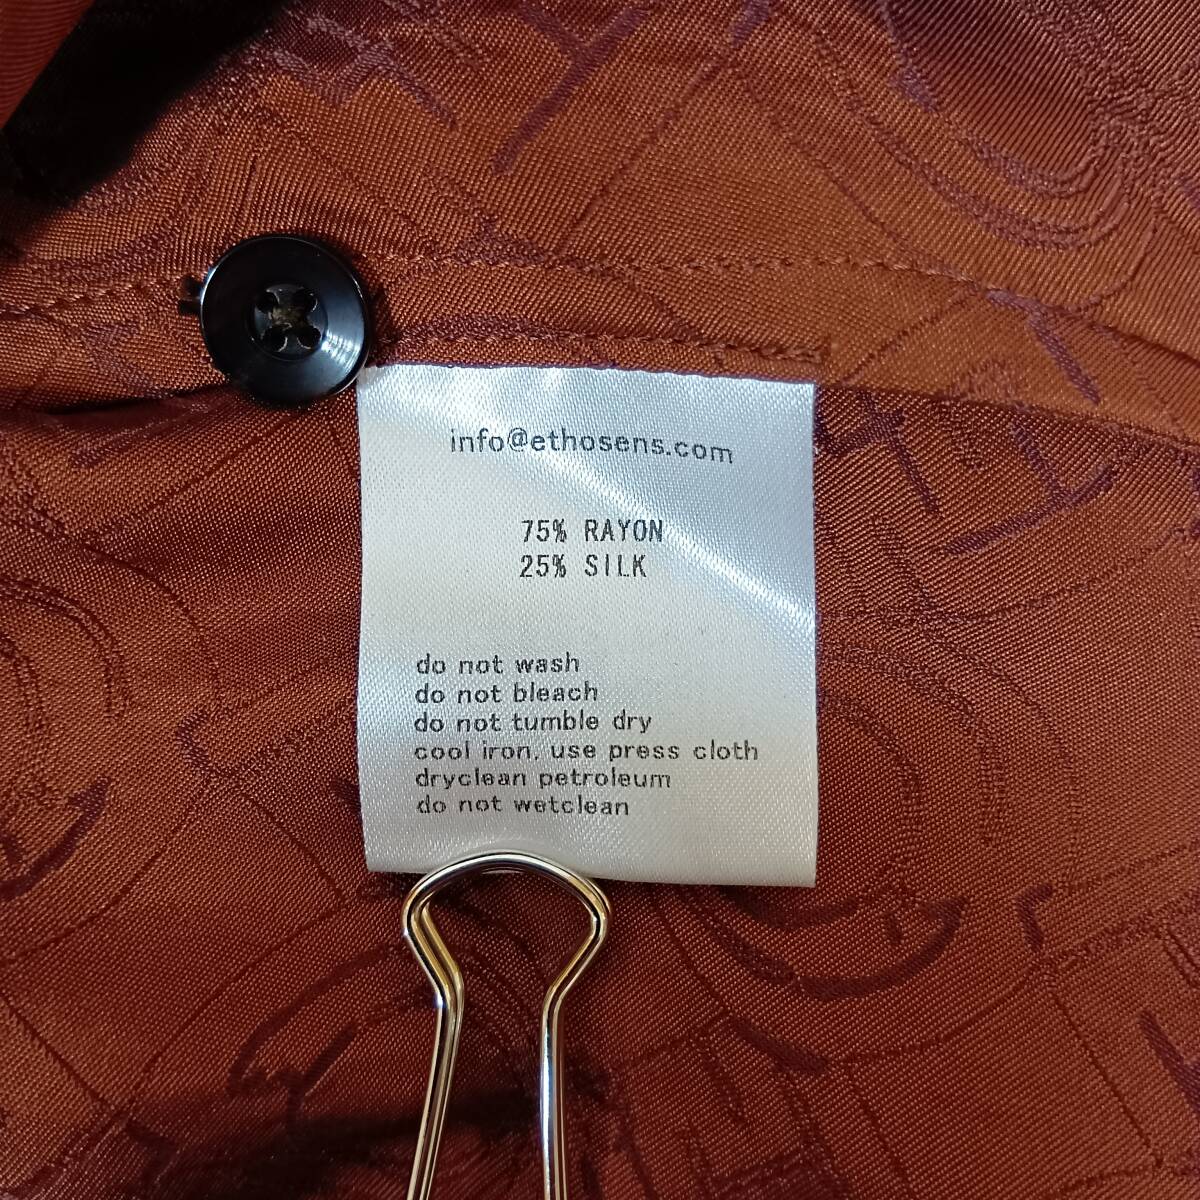 info@ethosens.com
75% RAYON
25% SILK
do not wash
do not bleach
do not tumble dry
cool iron, use press cloth
dryclean petroleum
do not wetclean